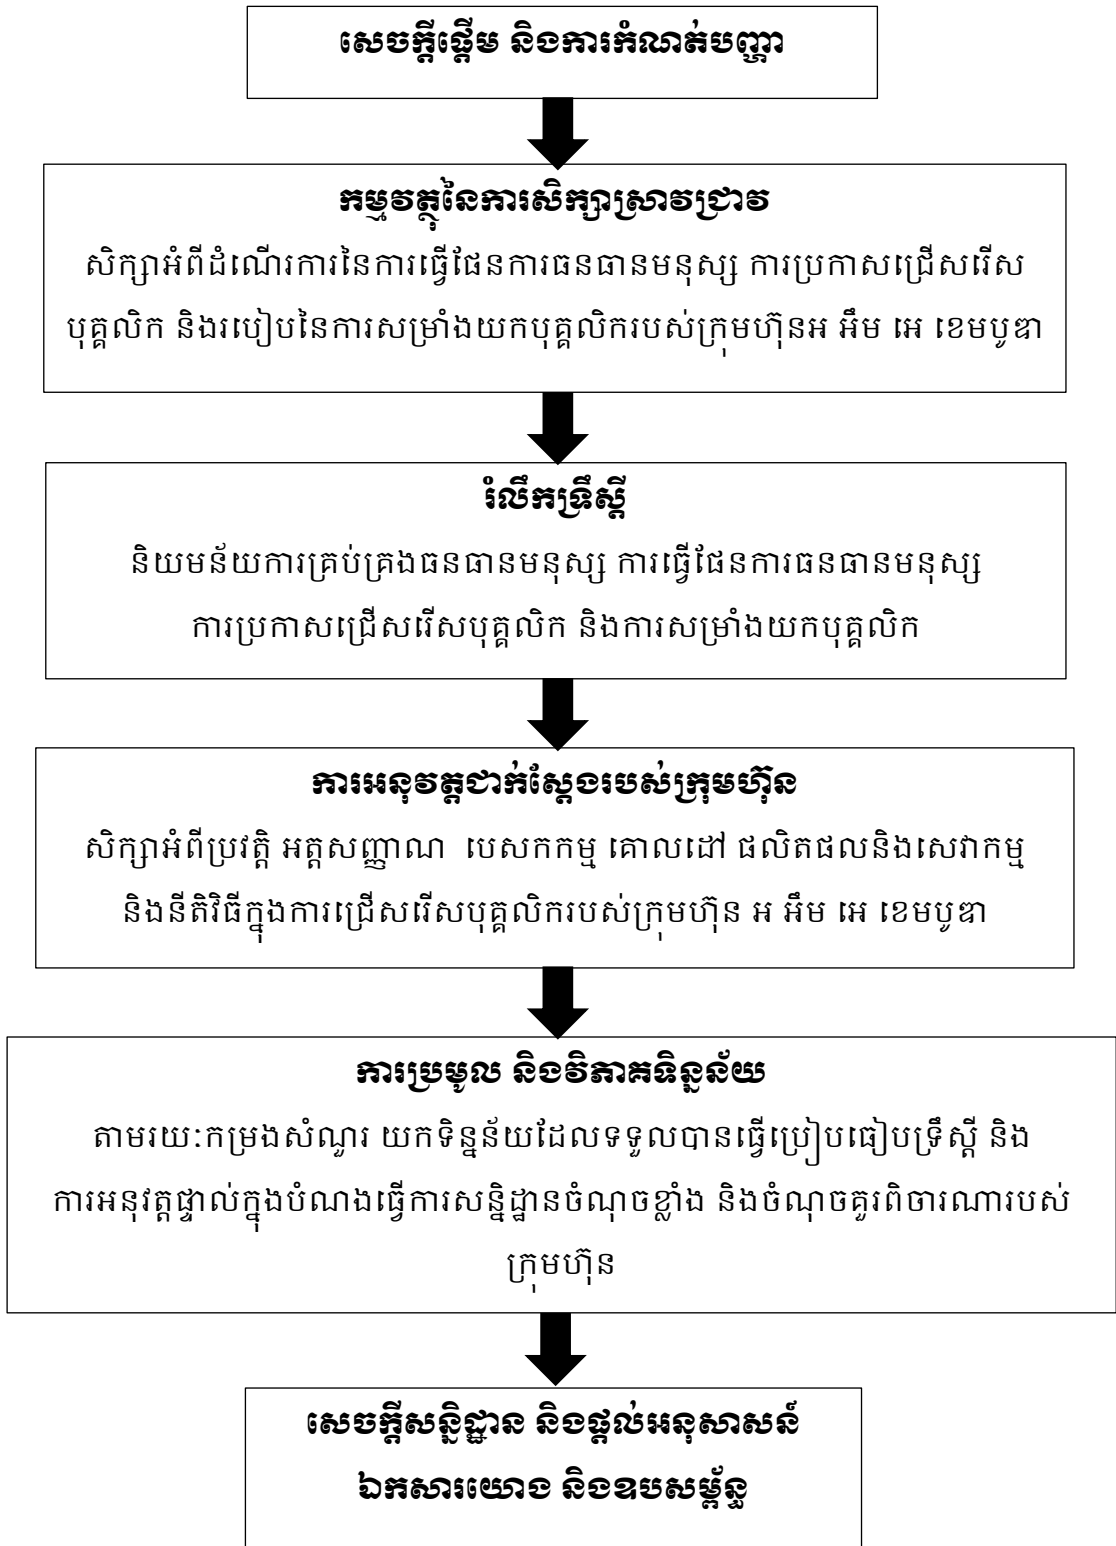 សេចក្តីផ្តើម និងការកំណត់បញ្ហា
កម្មវត្ថុនៃការសិក្សាស្រាវជ្រាវ
សិក្សាអំពីដំណើរការនៃការធ្វើផែនការធនធានមនុស្ស ការប្រកាសជ្រើសរើស
បុគ្គលិក និងរបៀបនៃការសម្រាំងយកបុគ្គលិករបស់ក្រុមហ៊ុនអ អឹម អេ ខេមបូឌា
រំលឹកទ្រឹស្តី
និយមន័យការគ្រប់គ្រងធនធានមនុស្ស ការធ្វើផែនការធនធានមនុស្ស
ការប្រកាសជ្រើសរើសបុគ្គលិក និងការសម្រាំងយកបុគ្គលិក
ការអនុវត្តជាក់ស្តែងរបស់ក្រុមហ៊ុន
សិក្សាអំពីប្រវត្តិ អត្តសញ្ញាណ បេសកកម្ម គោលដៅ ផលិតផលនិងសេវាកម្ម
និងនីតិវិធីក្នុងការជ្រើសរើសបុគ្គលិករបស់ក្រុមហ៊ុន អ អឹម អេ ខេមបូឌា
ការប្រមូល និងវិភាគទិន្នន័យ
តាមរយៈកម្រងសំណួរ យកទិន្នន័យដែលទទួលបានធ្វើប្រៀបធៀបទ្រឹស្តី និង
ការអនុវត្តផ្ទាល់ក្នុងបំណងធ្វើការសន្និដ្ឋានចំណុចខ្លាំង និងចំណុចគួរពិចារណារបស់
ក្រុមហ៊ុន
សេចក្តីសន្និដ្ឋាន និងផ្តល់អនុសាសន៍
ឯកសារយោង និងឧបសម្ព័ន្ធ